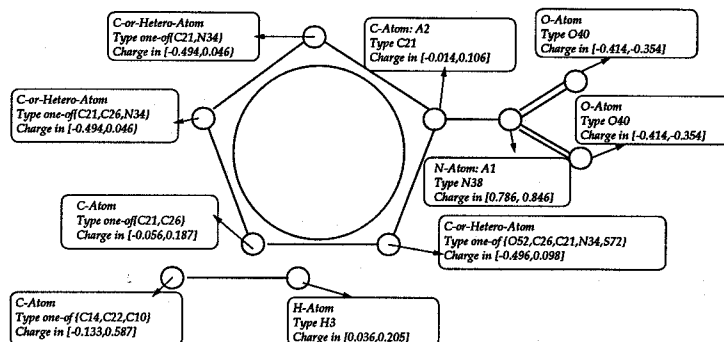 C-or-Hetero-Atom
Type one-of{C21,N34}
Charge in [-0.494,0.046]
C-Atom: A2
Type C21
Charge in [-0.014,0.106]
O-Atom
Type O40
Charge in [-0.414,-0.354]
C-or-Hetero-Atom
Type one-of{C21,C26,N34}
Charge in [-0.494,0.046]
O-Atom
Type O40
Charge in [-0.414,-0.354]
N-Atom: A1
Type N38
Charge in [0.786, 0.846]
C-Atom
Type one-of{C21,C26}
Charge in [-0.056,0.187]
C-or-Hetero-Atom
Type one-of {O52,C26,C21,N34,S72}
Charge in [-0.496,0.098]
C-Atom
Type one-of {C14,C22,C10}
Charge in [-0.133,0.587]
H-Atom
Type H3
Charge in [0.036,0.205]